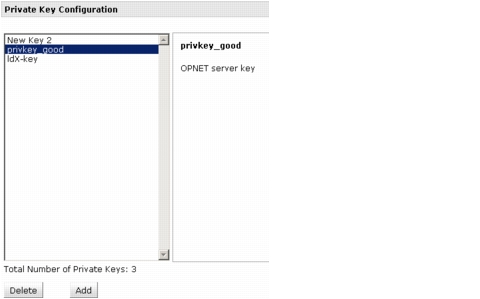 Private Key Configuration
New Key 2
privkey_good
ldX-key
privkey_good
OPNET server key
Total Number of Private Keys: 3
Delete
Add